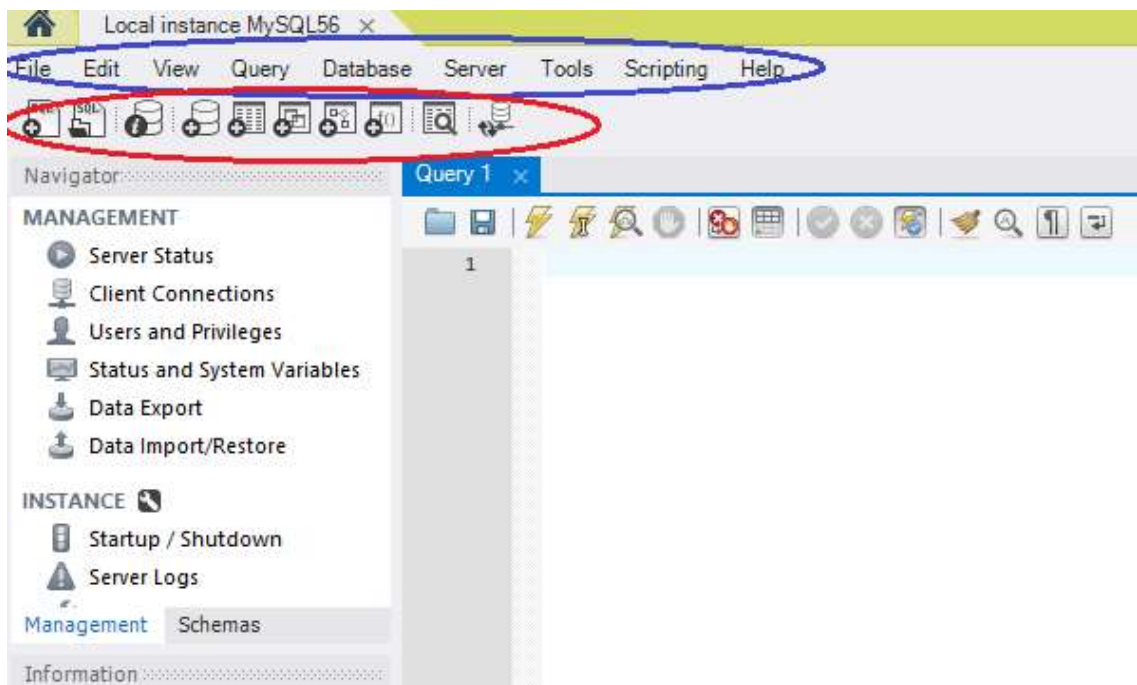 Local instance MySQL56 ×
File Edit View Query Database Server Tools Scripting Help
SQL
Navigator
Query 1 ×
MANAGEMENT
Server Status
1
Client Connections
Users and Privileges
Status and System Variables
Data Export
Data Import/Restore
INSTANCE
Startup / Shutdown
Server Logs
Management Schemas
Information